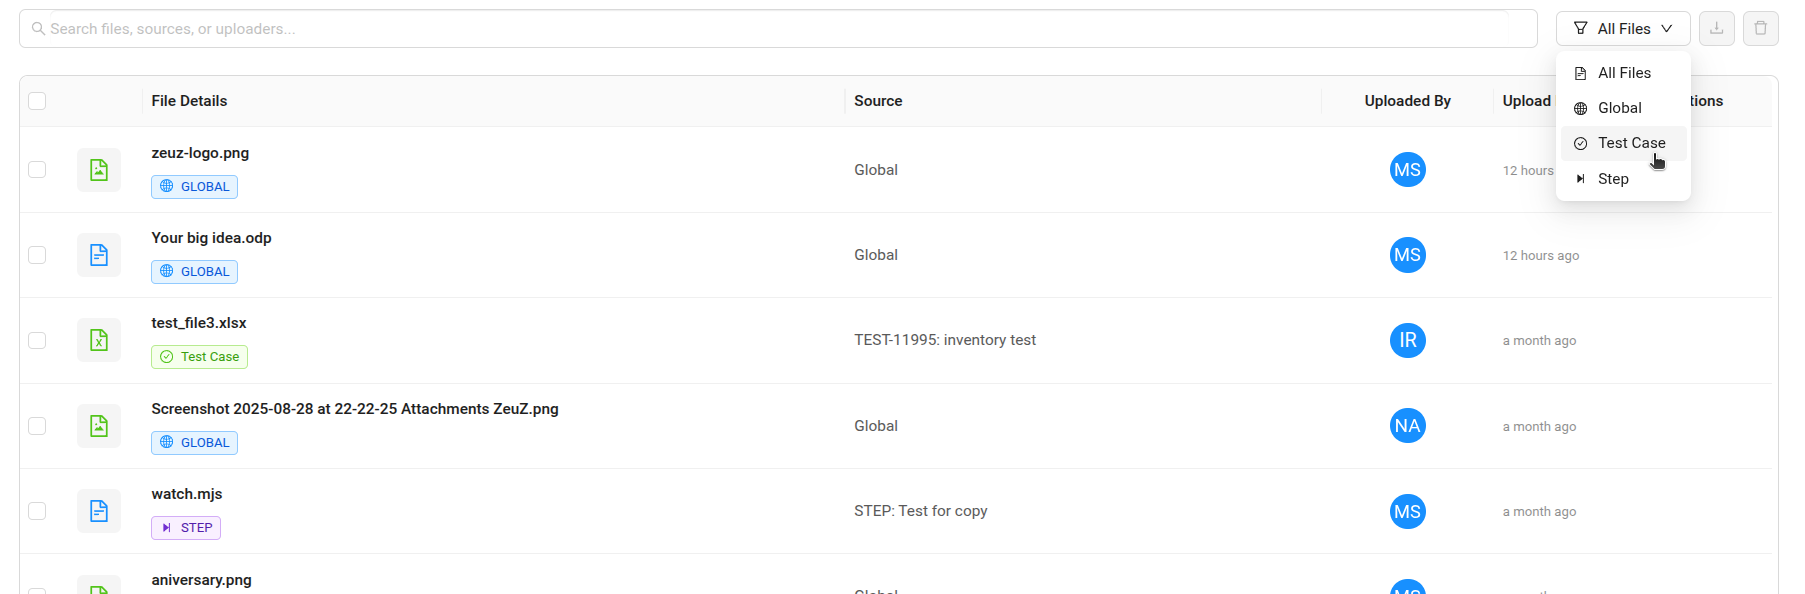 Search files, sources, or uploaders...
All Files
All Files
Global
Test Case
Step
File Details
Source
Uploaded By
Upload
tions
zeuz-logo.png
GLOBAL
Global
MS
12 hours
Your big idea.odp
GLOBAL
Global
MS
12 hours ago
test_file3.xlsx
Test Case
TEST-11995: inventory test
IR
a month ago
Screenshot 2025-08-28 at 22-22-25 Attachments ZeuZ.png
GLOBAL
Global
NA
a month ago
watch.mjs
STEP
STEP: Test for copy
MS
a month ago
aniversary.png
Global
MS